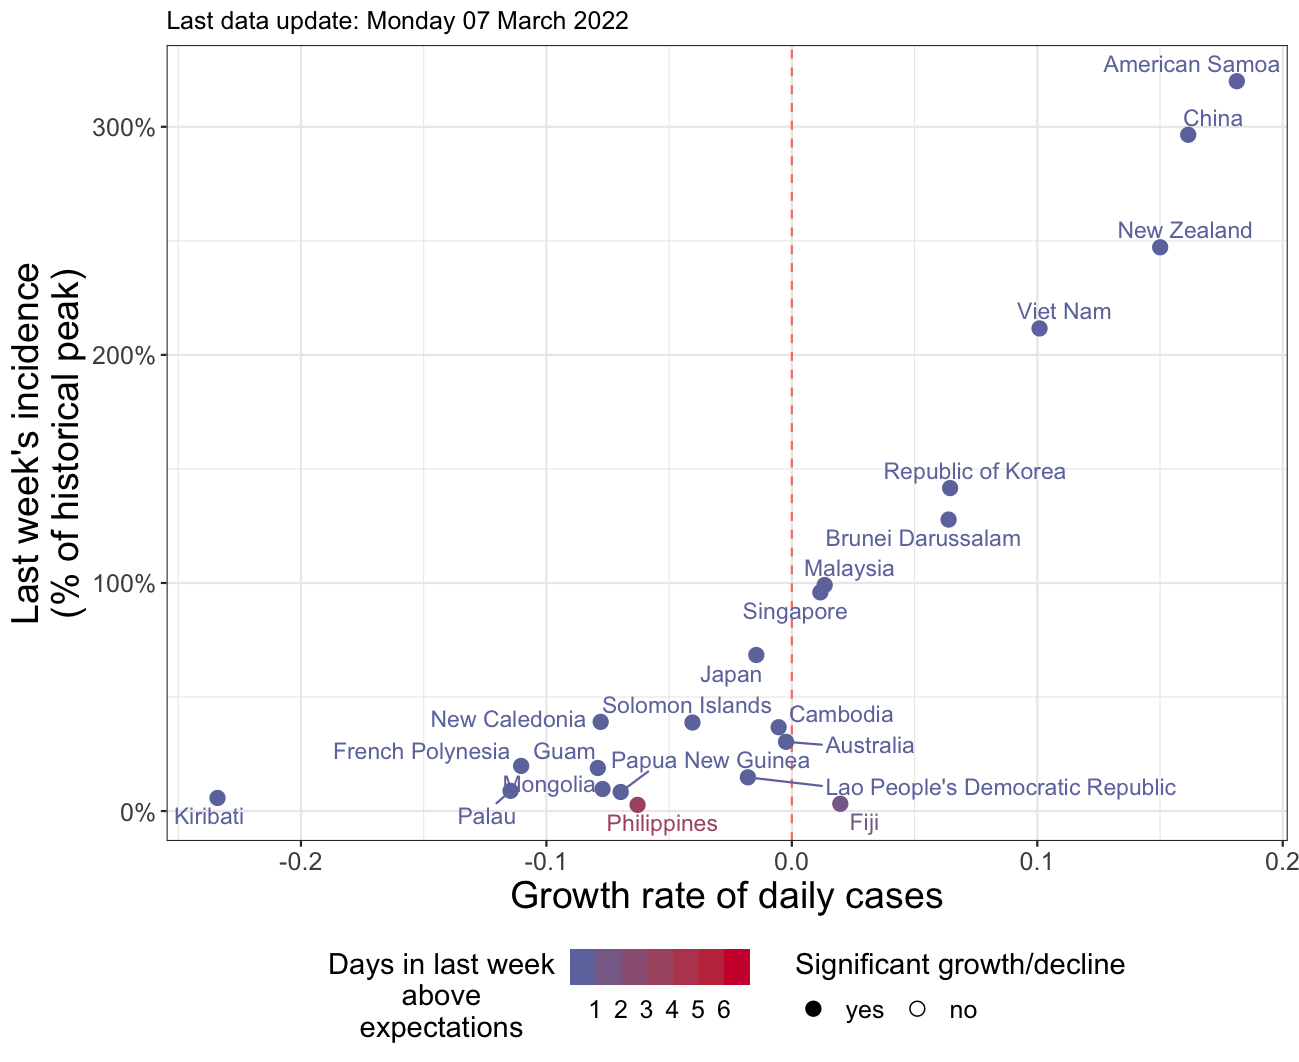 Last data update: Monday 07 March 2022
American Samoa
300%
China
New Zealand
Viet Nam
200%
Republic of Korea
Brunei Darussalam
Malaysia
100%
Singapore
Japan
Solomon Islands
New Caledonia
Cambodia
Australia
French Polynesia
Guam
Papua New Guinea
Mongolia
Lao People's Democratic Republic
0%
Kiribati
Palau
Philippines
Fiji
Last week's incidence
(% of historical peak)
-0.2
-0.1
0.0
0.1
0.2
Growth rate of daily cases
Days in last week
above
expectations
1 2 3 4 5 6
Significant growth/decline
yes
no